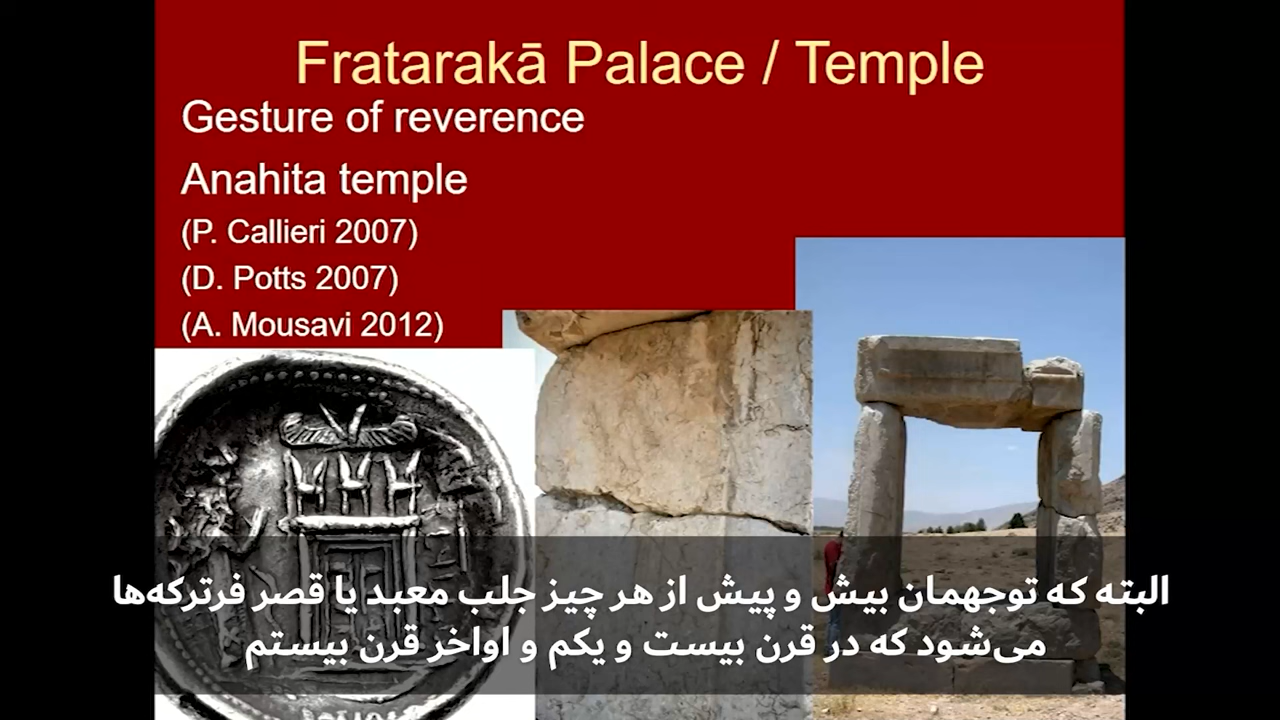 Fratarakā Palace / Temple
Gesture of reverence
Anahita temple
(P. Callieri 2007)
(D. Potts 2007)
(A. Mousavi 2012)
البته که توجهمان بیش و پیش از هر چیز جلب معبد یا قصر فرترکه‌ها
می‌شود که در قرن بیست و یکم و اواخر قرن بیستم